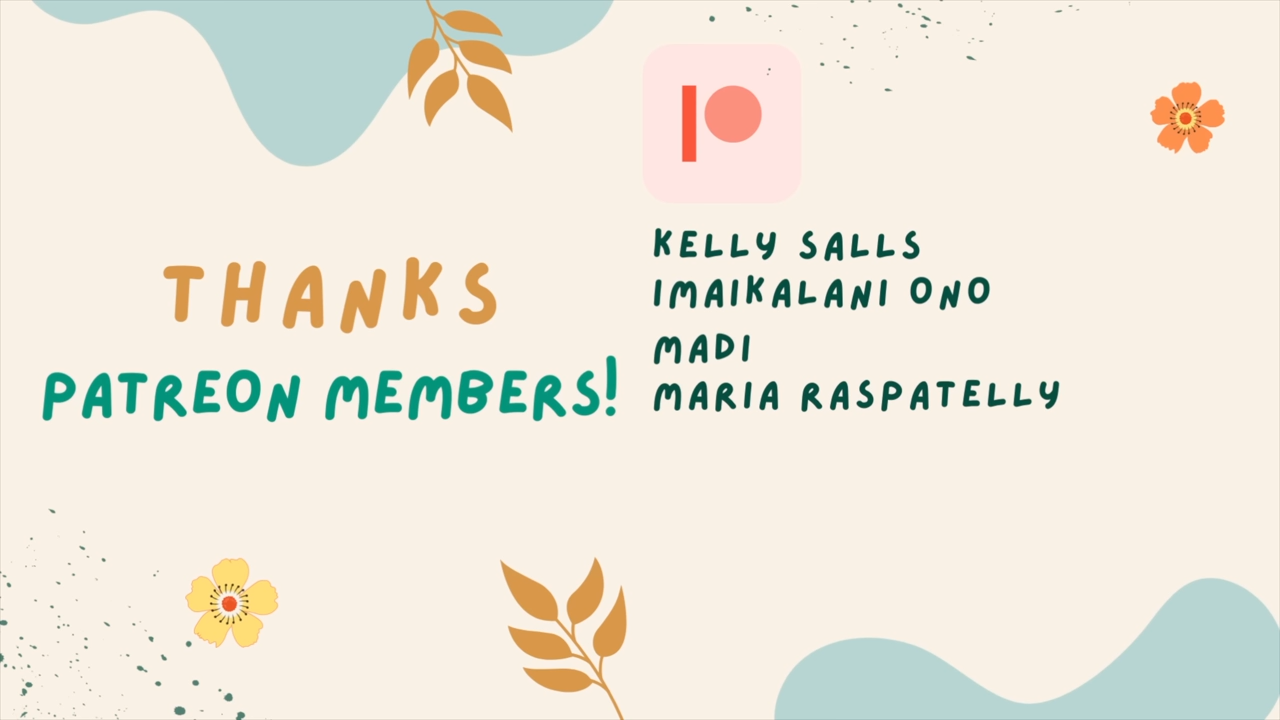 THANKS
PATREON MEMBERS!
KELLY SALLS
IMAIKALANI ONO
MADI
MARIA RASPATELLY